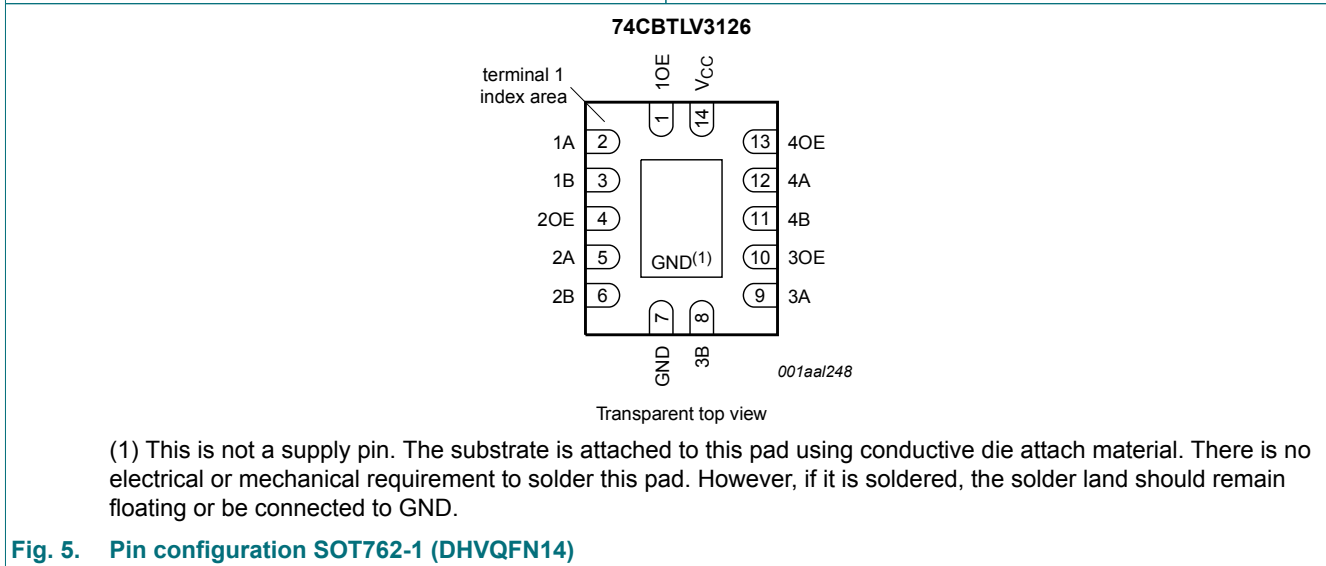 74CBTLV3126
terminal 1
index area
1OE
VCC
1
14
1A 2
13 4OE
1B 3
12 4A
2OE 4
11 4B
2A 5
GND(1)
10 3OE
2B 6
9 3A
7
8
GND
3B
001aal248
Transparent top view
(1) This is not a supply pin. The substrate is attached to this pad using conductive die attach material. There is no
electrical or mechanical requirement to solder this pad. However, if it is soldered, the solder land should remain
floating or be connected to GND.
Fig. 5. Pin configuration SOT762-1 (DHVQFN14)